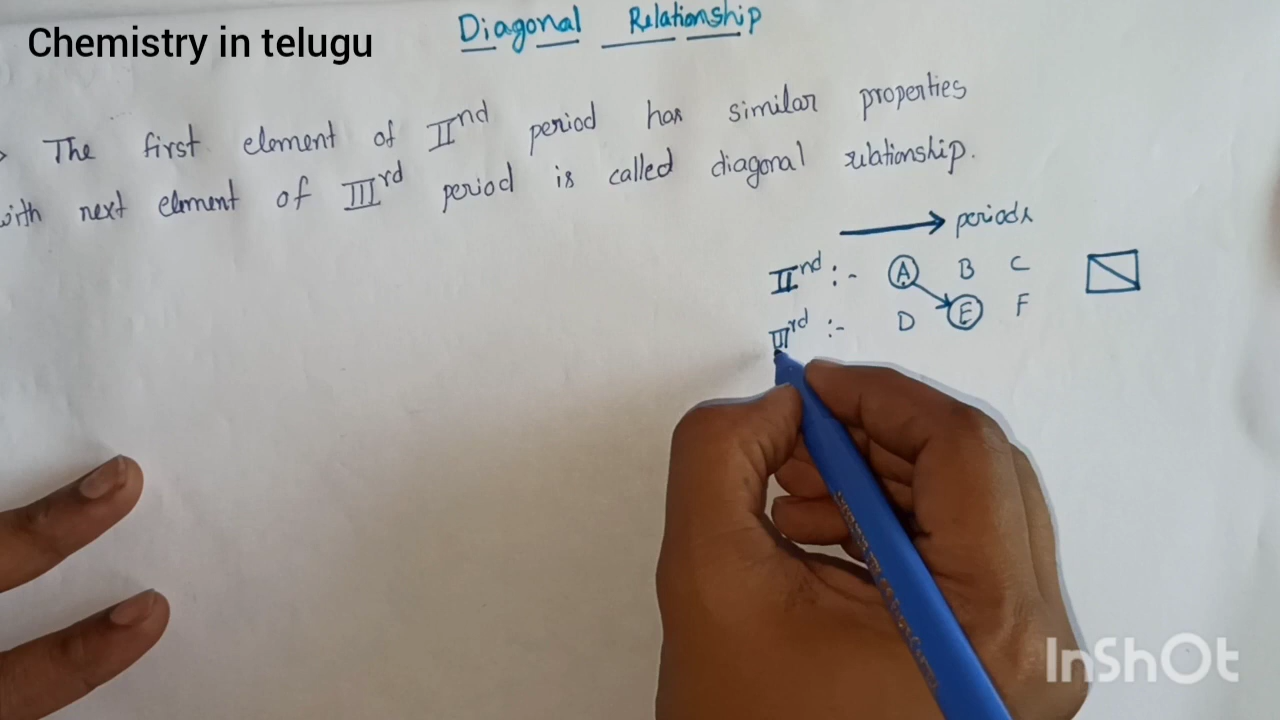 Chemistry in telugu
Diagonal Relationship
The first element of IInd period has similar properties
with next element of IIIrd period is called diagonal relationship.
periods
IInd :- A B C
IIIrd :- D E F
InShOt